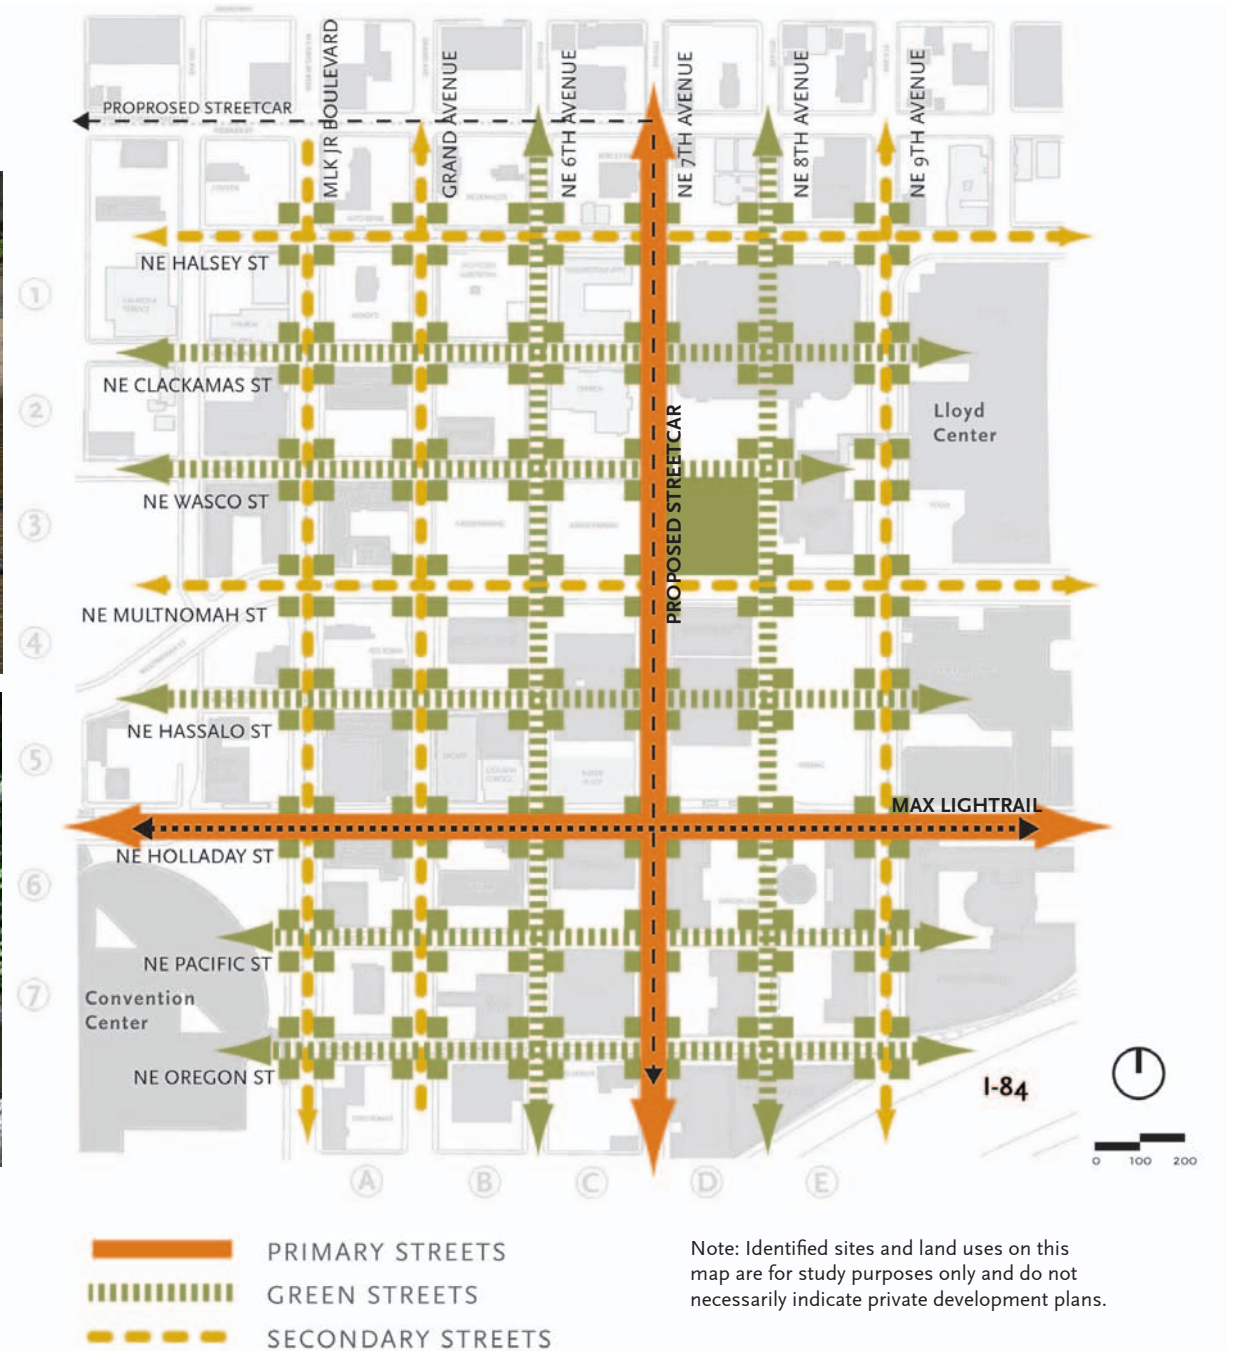 MLK JR BOULEVARD
GRAND AVENUE
NE 6TH AVENUE
NE 7TH AVENUE
NE 8TH AVENUE
NE 9TH AVENUE
PROPROSED STREETCAR
NE HALSEY ST
1
NE CLACKAMAS ST
2
Lloyd
Center
PROPOSED STREETCAR
NE WASCO ST
3
NE MULTNOMAH ST
4
NE HASSALO ST
5
MAX LIGHTRAIL
NE HOLLADAY ST
6
NE PACIFIC ST
7
Convention
Center
NE OREGON ST
I-84
0 100 200
A B C D E
PRIMARY STREETS
GREEN STREETS
SECONDARY STREETS
Note: Identified sites and land uses on this
map are for study purposes only and do not
necessarily indicate private development plans.